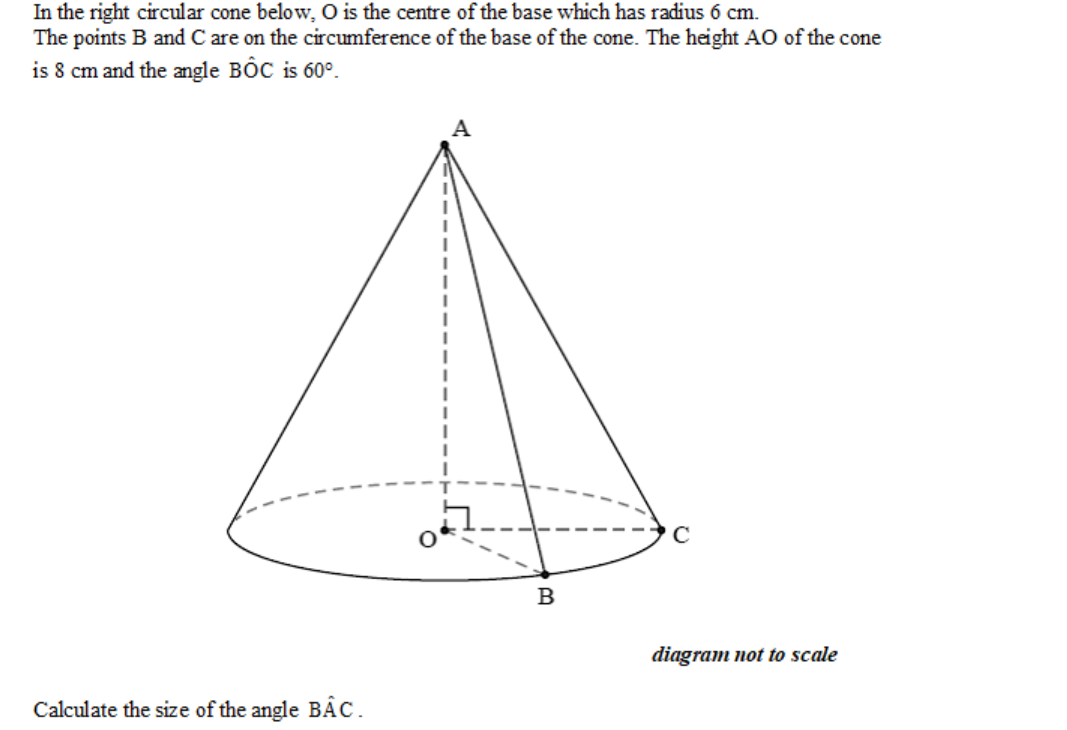 In the right circular cone below, O is the centre of the base which has radius 6 cm.
The points B and C are on the circumference of the base of the cone. The height AO of the cone
is 8 cm and the angle BÔC is 60°.
A
O
C
B
diagram not to scale
Calculate the size of the angle BÂC.